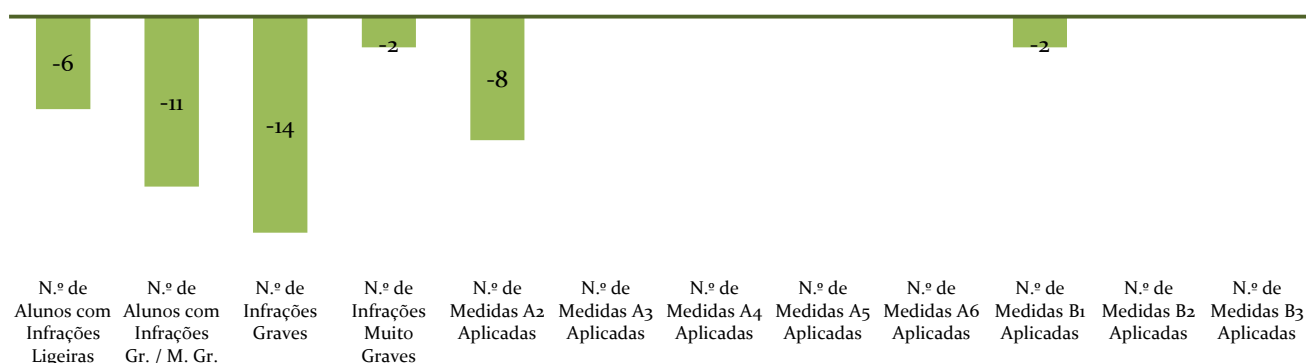 -6
-11
-14
-2
-8
-2
N.º de
Alunos com
Infrações
Ligeiras
N.º de
Alunos com
Infrações
Gr. / M. Gr.
N.º de
Infrações
Graves
N.º de
Infrações
Muito
Graves
N.º de
Medidas A2
Aplicadas
N.º de
Medidas A3
Aplicadas
N.º de
Medidas A4
Aplicadas
N.º de
Medidas A5
Aplicadas
N.º de
Medidas A6
Aplicadas
N.º de
Medidas B1
Aplicadas
N.º de
Medidas B2
Aplicadas
N.º de
Medidas B3
Aplicadas